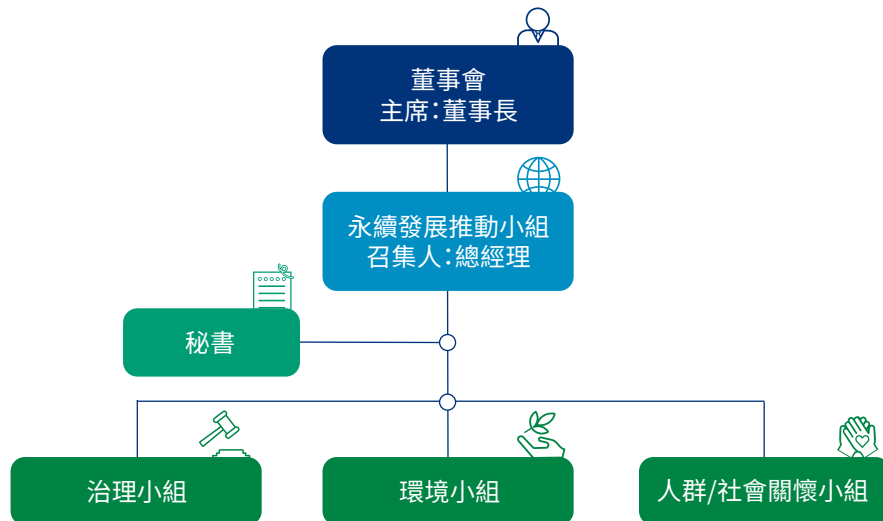 董事會
主席：董事長
永續發展推動小組
召集人：總經理
秘書
治理小組
環境小組
人群/社會關懷小組